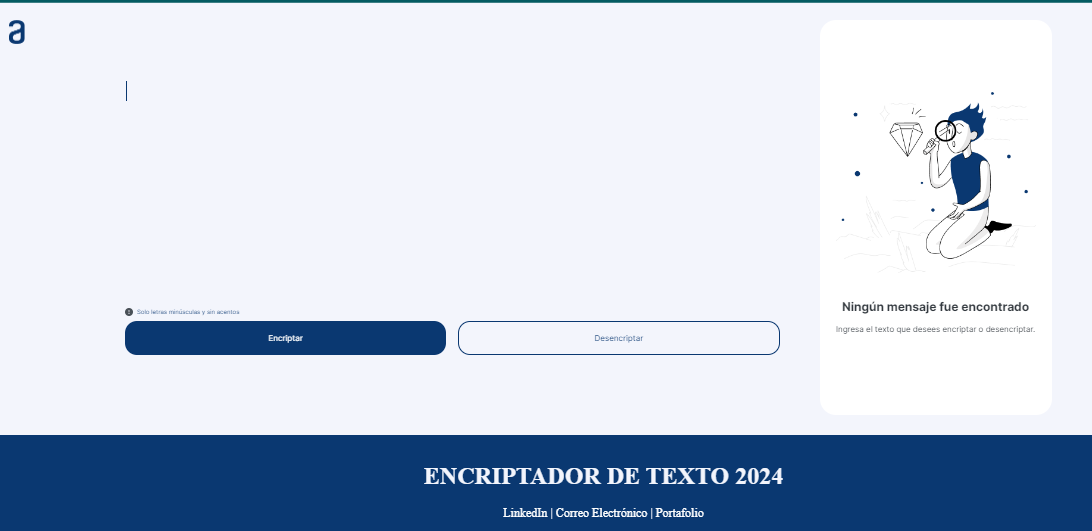 a
Solo letras minúsculas y sin acentos
Encriptar
Desencriptar
Ningún mensaje fue encontrado
Ingresa el texto que desees encriptar o desencriptar.
ENCRIPTADOR DE TEXTO 2024
LinkedIn | Correo Electrónico | Portafolio